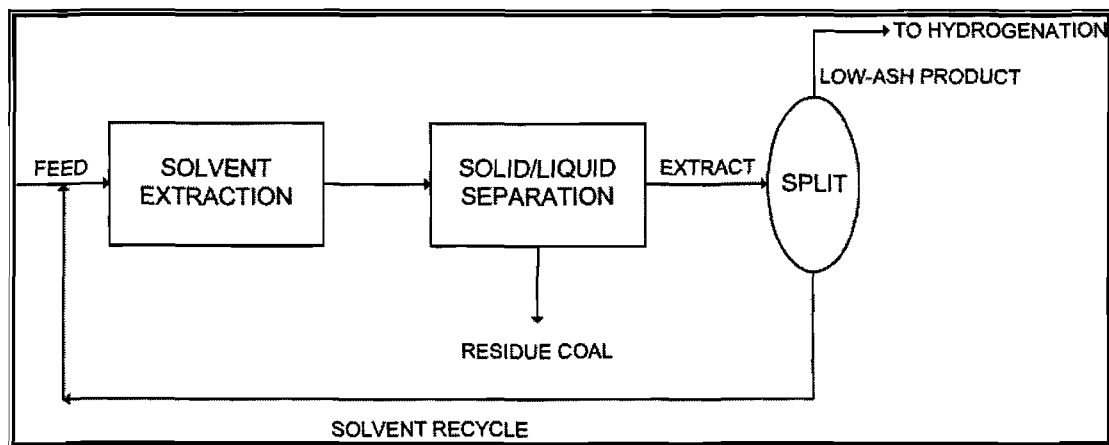 TO HYDROGENATION
LOW-ASH PRODUCT
FEED
SOLVENT
EXTRACTION
SOLID/LIQUID
SEPARATION
EXTRACT
SPLIT
RESIDUE COAL
SOLVENT RECYCLE